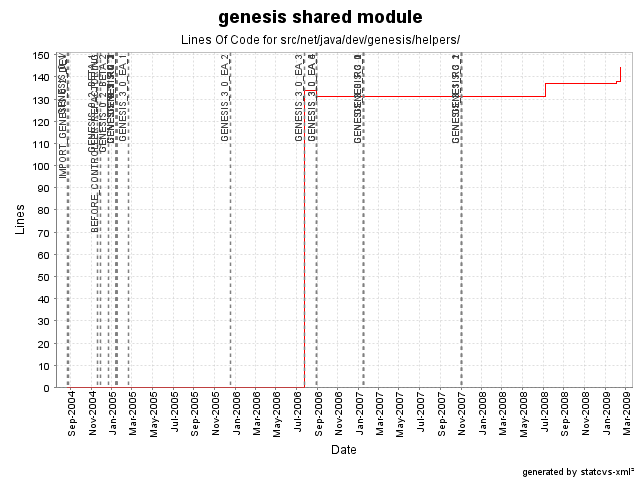 genesis shared module
Lines Of Code for src/net/java/dev/genesis/helpers/
Lines
150
140
130
120
110
100
90
80
70
60
50
40
30
20
10
0
BEFORE_CONTROLLER_REFACTORING
GENESIS_3_0_EA_1
GENESIS_3_0_EA_2
GENESIS_3_0_EA_3
Sep-2004
Nov-2004
Jan-2005
Mar-2005
May-2005
Jul-2005
Sep-2005
Nov-2005
Jan-2006
Mar-2006
May-2006
Jul-2006
Sep-2006
Nov-2006
Jan-2007
Mar-2007
May-2007
Jul-2007
Sep-2007
Nov-2007
Jan-2008
Mar-2008
May-2008
Jul-2008
Sep-2008
Nov-2008
Jan-2009
Mar-2009
Date
generated by statcvs-xml²